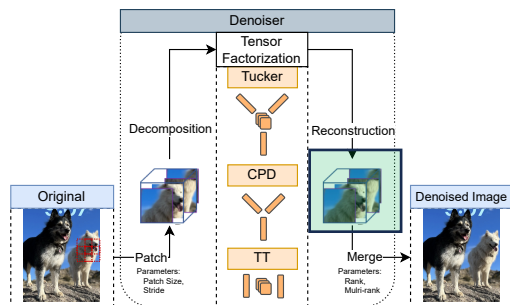 Denoiser
Tensor
Factorization
Tucker
Decomposition
Reconstruction
CPD
Original
Denoised Image
TT
Patch
Merge
Parameters:
Patch Size,
Stride
Parameters:
Rank,
Mulri-rank